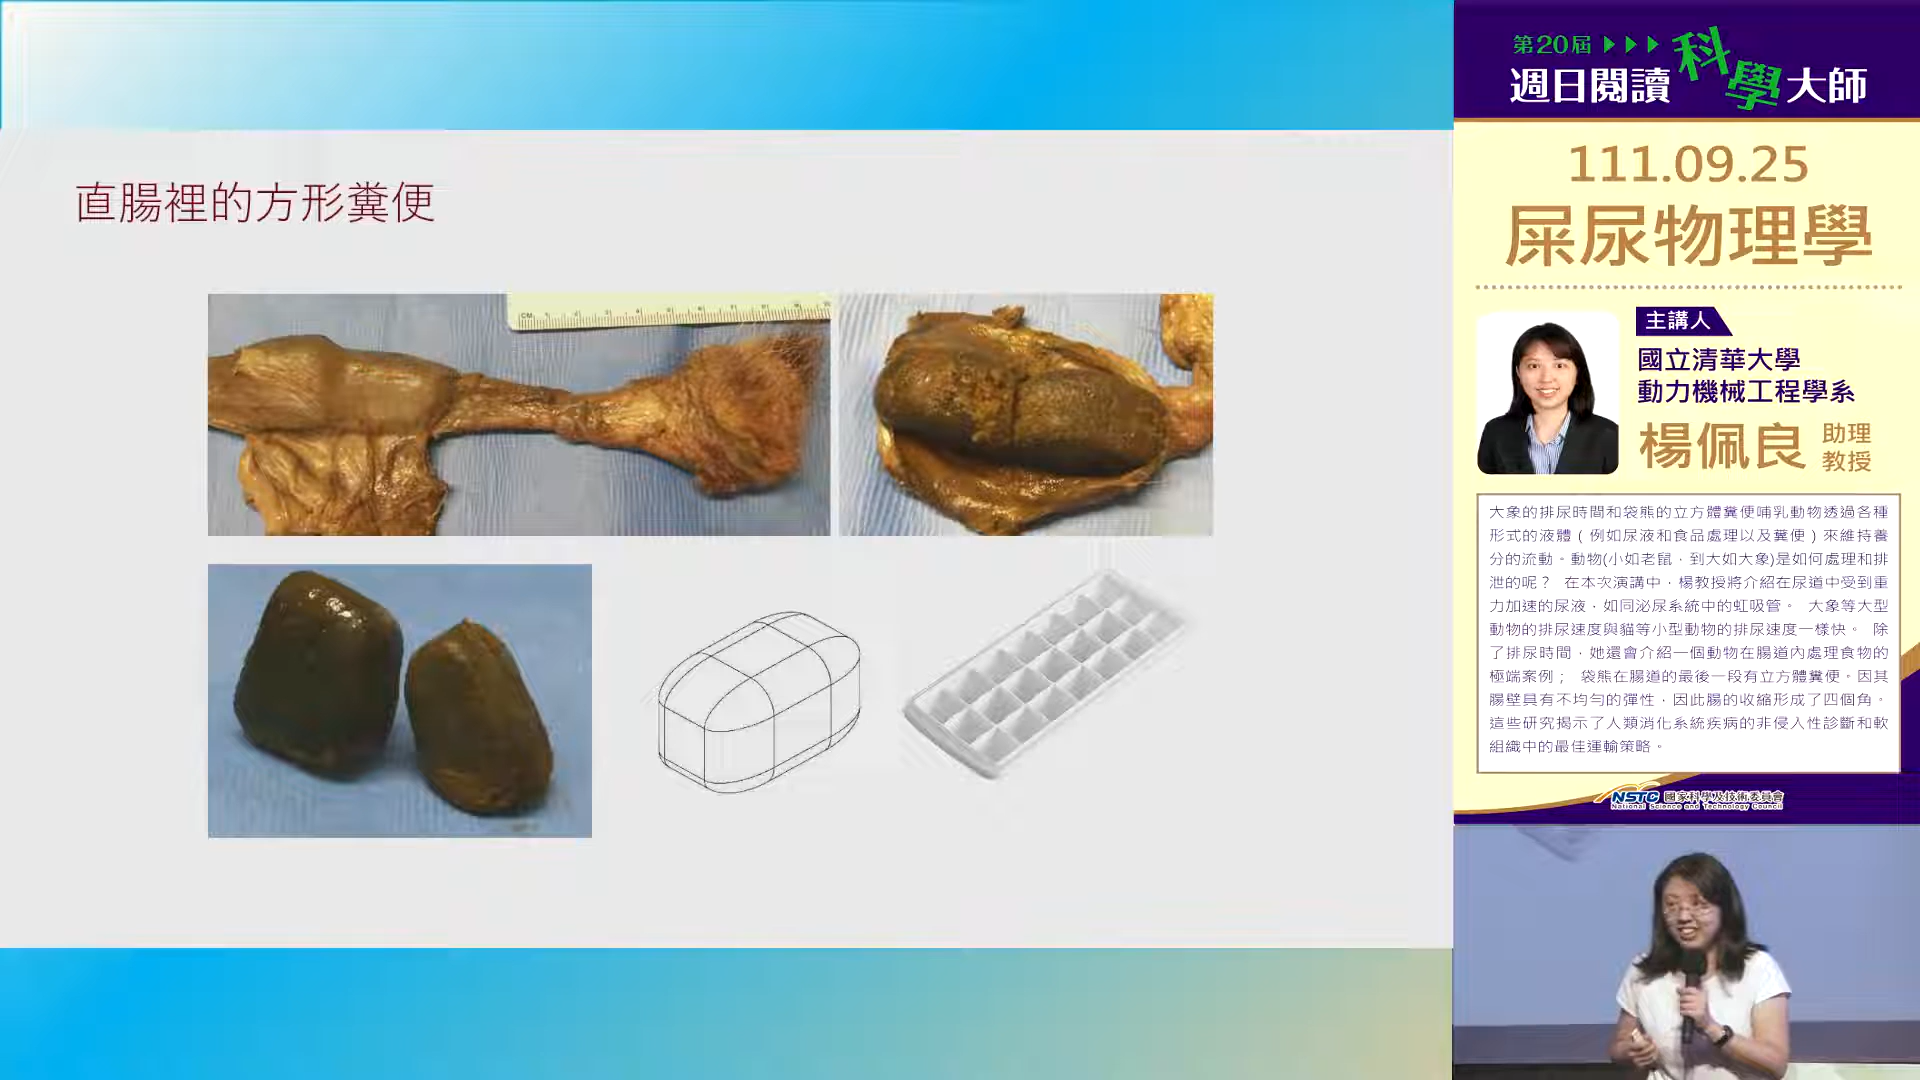 直腸裡的方形糞便
CM
第20屆
週日閱讀科學大師
111.09.25
屎尿物理學
主講人
國立清華大學
動力機械工程學系
楊佩良 助理教授
大象的排尿時間和袋熊的立方體糞便哺乳動物透過各種
形式的液體(例如尿液和食品處理以及糞便)來維持養
分的流動。動物(小如老鼠,到大如大象)是如何處理和排
泄的呢? 在本次演講中,楊教授將介紹在尿道中受到重
力加速的尿液,如同泌尿系統中的虹吸管。 大象等大型
動物的排尿速度與貓等小型動物的排尿速度一樣快。 除
了排尿時間,她還會介紹一個動物在腸道內處理食物的
極端案例; 袋熊在腸道的最後一段有立方體糞便。因其
腸壁具有不均勻的彈性,因此腸的收縮形成了四個角。
這些研究揭示了人類消化系統疾病的非侵入性診斷和軟
組織中的最佳運輸策略。
NSTC 國家科學及技術委員會
National Science and Technology Council